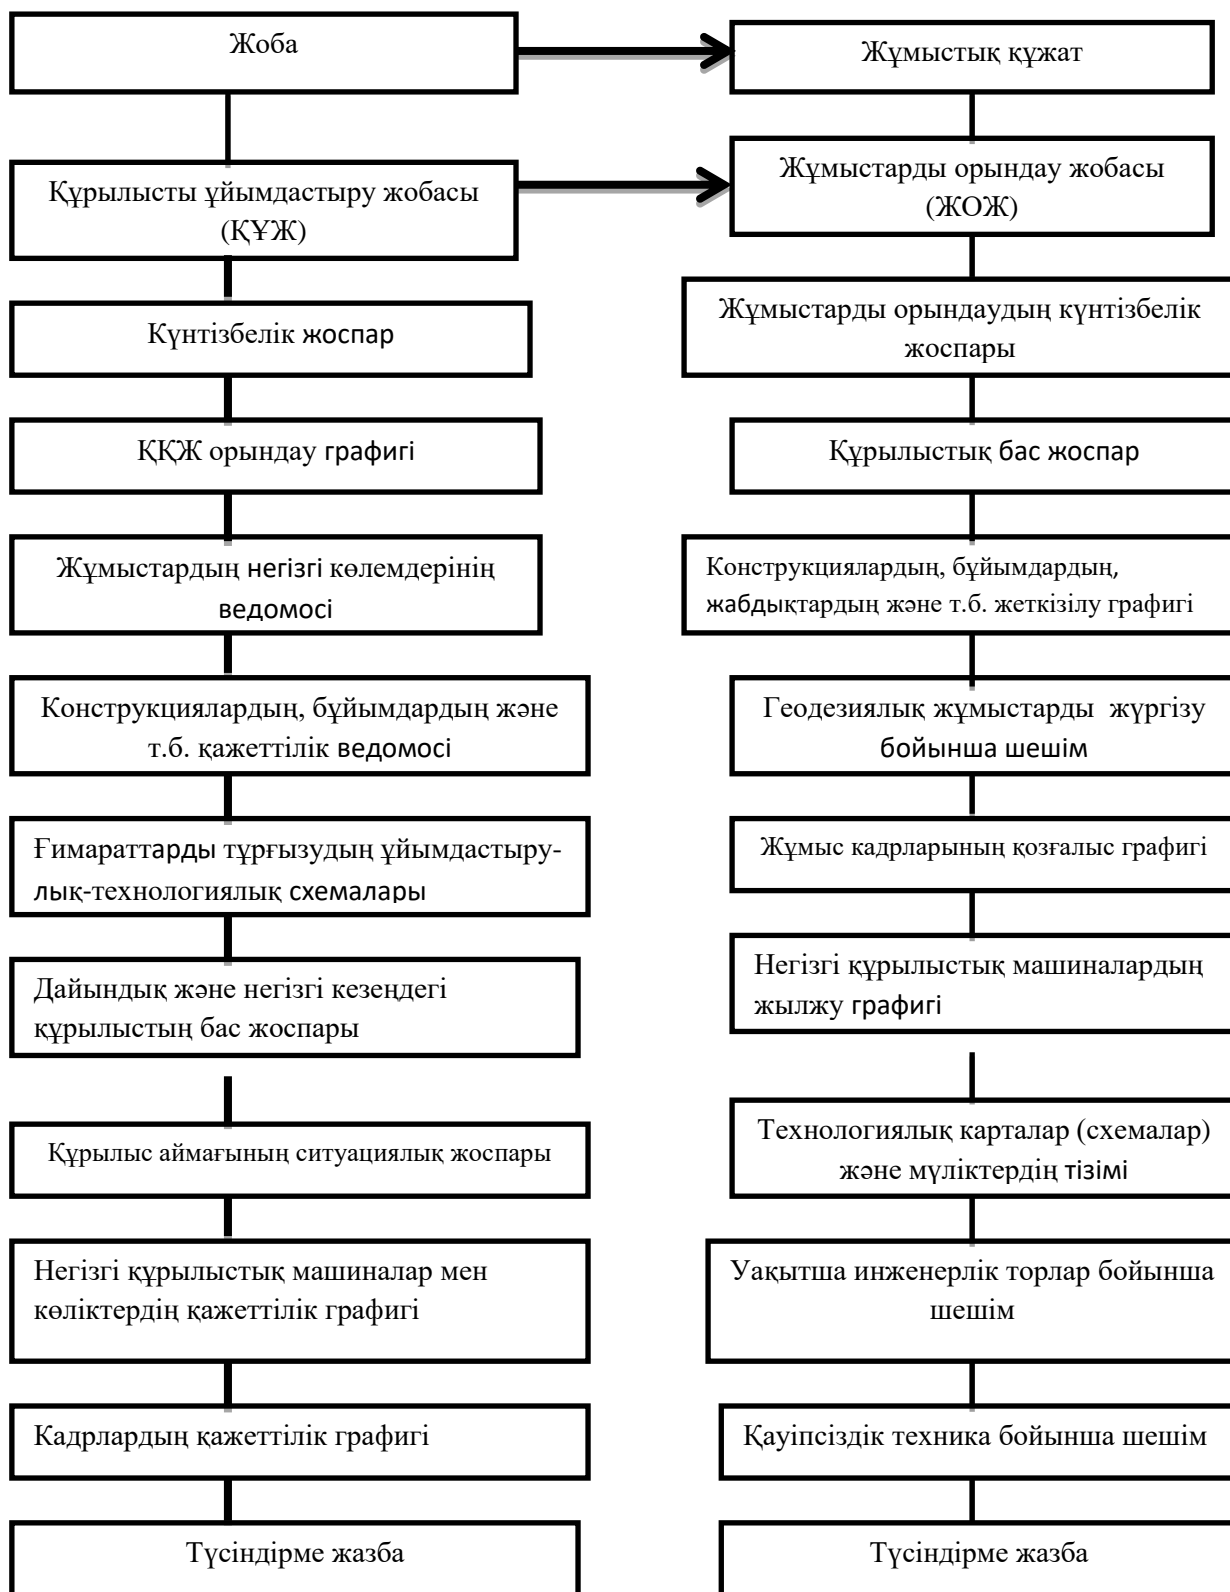 Жоба
Құрылысты ұйымдастыру жобасы
(ҚҰЖ)
Күнтізбелік жоспар
ҚҚЖ орындау графигі
Жұмыстардың негізгі көлемдерінің
ведомосі
Конструкциялардың, бұйымдардың және
т.б. қажеттілік ведомосі
Ғимараттарды тұрғызудың ұйымдастыру-
лық-технологиялық схемалары
Дайындық және негізгі кезеңдегі
құрылыстың бас жоспары
Құрылыс аймағының ситуациялық жоспары
Негізгі құрылыстық машиналар мен
көліктердің қажеттілік графигі
Кадрлардың қажеттілік графигі
Түсіндірме жазба
Жұмыстық құжат
Жұмыстарды орындау жобасы
(ЖОЖ)
Жұмыстарды орындаудың күнтізбелік
жоспары
Құрылыстық бас жоспар
Конструкциялардың, бұйымдардың,
жабдықтардың және т.б. жеткізілу графигі
Геодезиялық жұмыстарды жүргізу
бойынша шешім
Жұмыс кадрларының қозғалыс графигі
Негізгі құрылыстық машиналардың
жылжу графигі
Технологиялық карталар (схемалар)
және мүліктердің тізімі
Уақытша инженерлік торлар бойынша
шешім
Қауіпсіздік техника бойынша шешім
Түсіндірме жазба